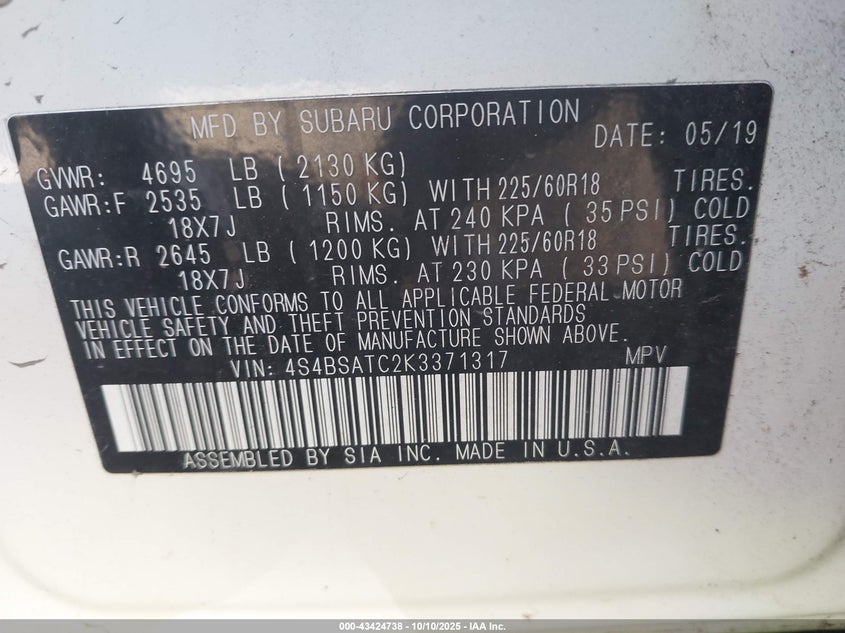 MFD BY SUBARU CORPORATION DATE: 05/19
GVWR: 4695 LB ( 2130 KG)
GAWR:F 2535 LB ( 1150 KG) WITH 225/60R18 TIRES.
18X7J RIMS. AT 240 KPA ( 35 PSI) COLD
GAWR:R 2645 LB ( 1200 KG) WITH 225/60R18 TIRES.
18X7J RIMS. AT 230 KPA ( 33 PSI) COLD
THIS VEHICLE CONFORMS TO ALL APPLICABLE FEDERAL MOTOR
VEHICLE SAFETY AND THEFT PREVENTION STANDARDS
IN EFFECT ON THE DATE OF MANUFACTURE SHOWN ABOVE.
VIN: 4S4BSATC2K3371317 MPV
ASSEMBLED BY SIA INC. MADE IN U.S.A.
000-43424738 - 10/10/2025 - IAA Inc.